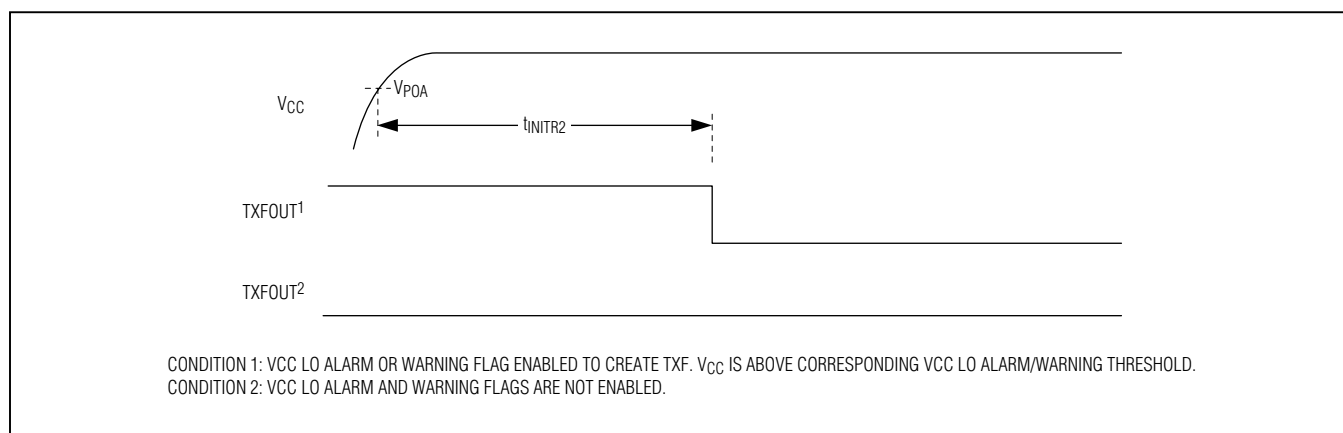 VPOA
VCC
tINITR2
TXFOUT1
TXFOUT2
CONDITION 1: VCC LO ALARM OR WARNING FLAG ENABLED TO CREATE TXF. VCC IS ABOVE CORRESPONDING VCC LO ALARM/WARNING THRESHOLD.
CONDITION 2: VCC LO ALARM AND WARNING FLAGS ARE NOT ENABLED.